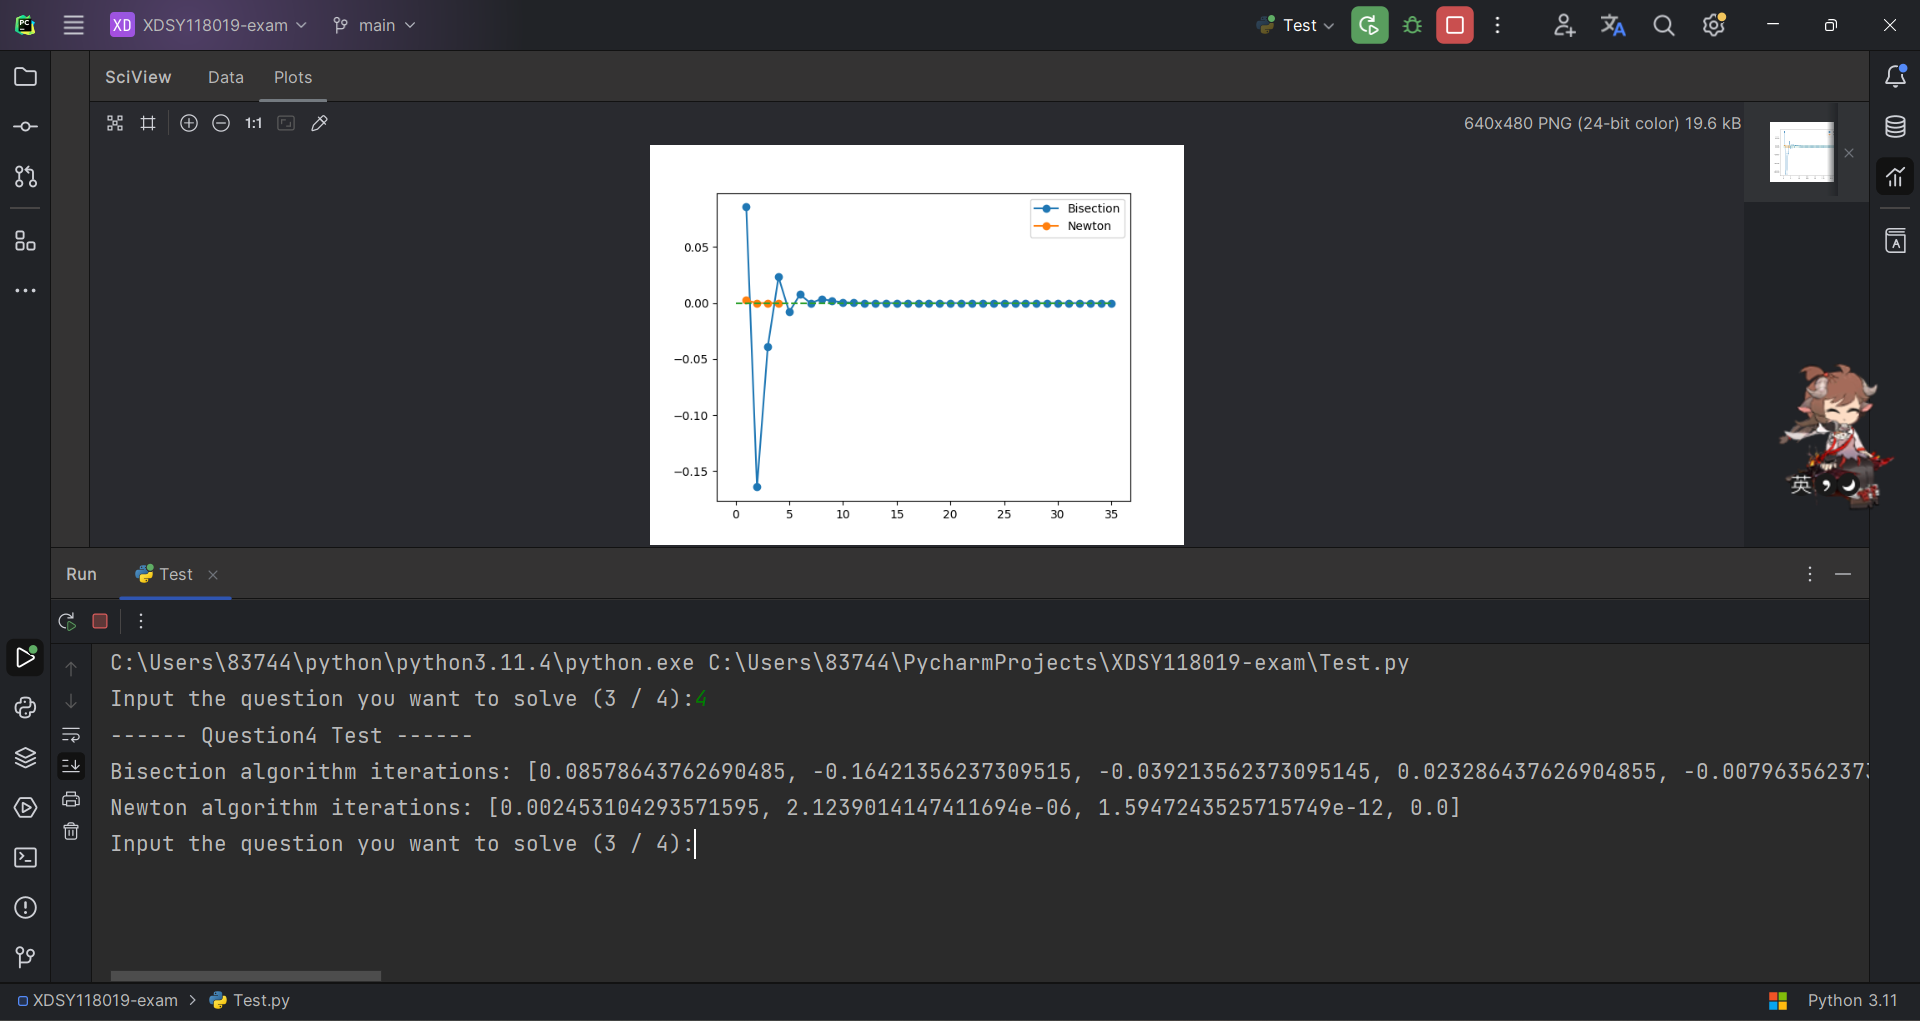 PC
XD XDSY118019-exam main Test
SciView Data Plots
1:1 640x480 PNG (24-bit color) 19.6 kB
Bisection
Newton
0.05
0.00
−0.05
−0.10
−0.15
0 5 10 15 20 25 30 35
英
Run Test
C:\Users\83744\python\python3.11.4\python.exe C:\Users\83744\PycharmProjects\XDSY118019-exam\Test.py
Input the question you want to solve (3 / 4):4
------ Question4 Test ------
Bisection algorithm iterations: [0.08578643762690485, -0.16421356237309515, -0.039213562373095145, 0.023286437626904855, -0.007963562373
Newton algorithm iterations: [0.002453104293571595, 2.1239014147411694e-06, 1.5947243525715749e-12, 0.0]
Input the question you want to solve (3 / 4):
XDSY118019-exam > Test.py Python 3.11